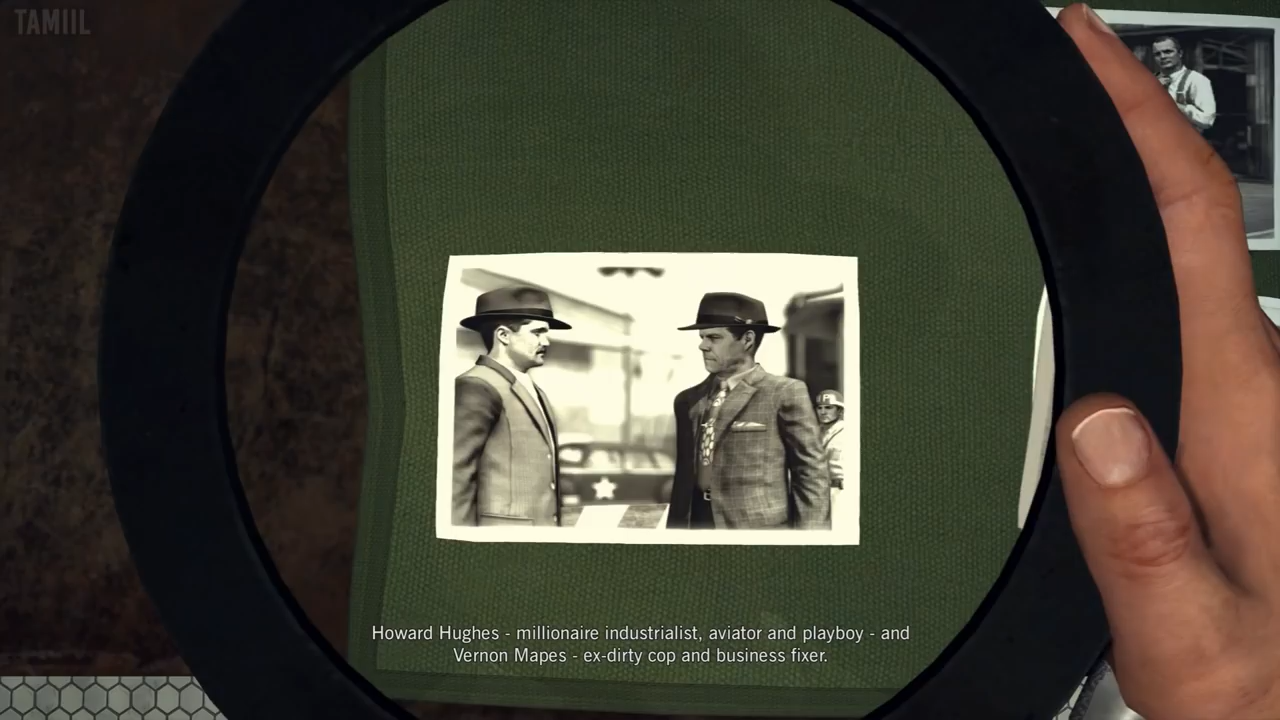 TAMIIL
Howard Hughes - millionaire industrialist, aviator and playboy - and
Vernon Mapes - ex-dirty cop and business fixer.